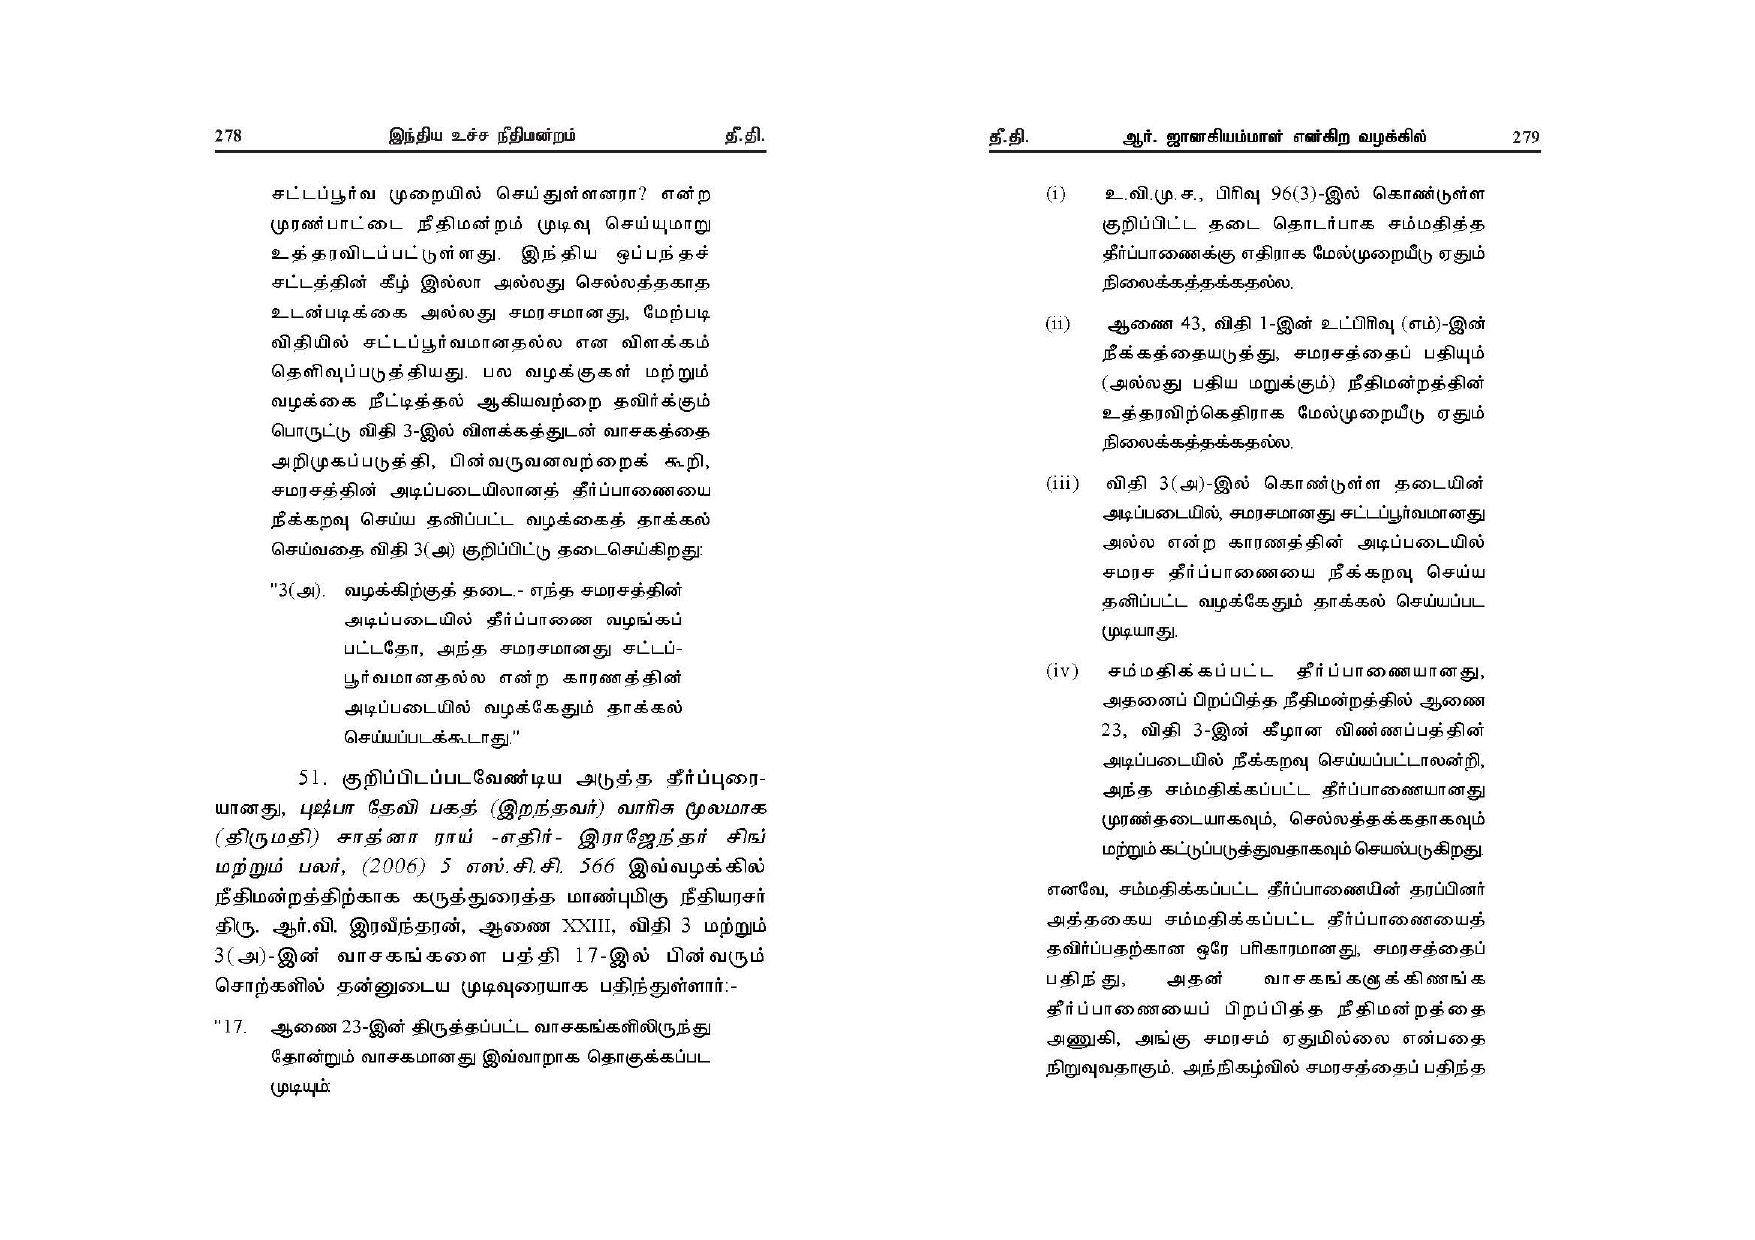 278 இந்திய உச்ச நீதிமன்றம் தீ.தி.
சட்டப்பூர்வ முறையில் செய்துள்ளனரா? என்ற
முரண்பாட்டை நீதிமன்றம் முடிவு செய்யுமாறு
உத்தரவிடப்பட்டுள்ளது. இந்திய ஒப்பந்தச்
சட்டத்தின் கீழ் இல்லா அல்லது செல்லத்தகாத
உடன்படிக்கை அல்லது சமரசமானது, மேற்படி
விதியில் சட்டப்பூர்வமானதல்ல என விளக்கம்
தெளிவுப்படுத்தியது. பல வழக்குகள் மற்றும்
வழக்கை நீட்டித்தல் ஆகியவற்றை தவிர்க்கும்
பொருட்டு விதி 3-இல் விளக்கத்துடன் வாசகத்தை
அறிமுகப்படுத்தி, பின்வருவனவற்றைக் கூறி,
சமரசத்தின் அடிப்படையிலானத் தீர்ப்பாணையை
நீக்கறவு செய்ய தனிப்பட்ட வழக்கைத் தாக்கல்
செய்வதை விதி 3(அ) குறிப்பிட்டு தடைசெய்கிறது:
"3(அ). வழக்கிற்குத் தடை.- எந்த சமரசத்தின்
அடிப்படையில் தீர்ப்பாணை வழங்கப்
பட்டதோ, அந்த சமரசமானது சட்டப்-
பூர்வமானதல்ல என்ற காரணத்தின்
அடிப்படையில் வழக்கேதும் தாக்கல்
செய்யப்படக்கூடாது."
51. குறிப்பிடப்படவேண்டிய அடுத்த தீர்ப்புரை-
யானது, புஷ்பா தேவி பகத் (இறந்தவர்) வாரிசு மூலமாக
(திருமதி) சாத்னா ராய் -எதிர்- இராஜேந்தர் சிங்
மற்றும் பலர், (2006) 5 எஸ்.சி.சி. 566 இவ்வழக்கில்
நீதிமன்றத்திற்காக கருத்துரைத்த மாண்புமிகு நீதியரசர்
திரு. ஆர்.வி. இரவீந்தரன், ஆணை XXIII, விதி 3 மற்றும்
3(அ)-இன் வாசகங்களை பத்தி 17-இல் பின்வரும்
சொற்களில் தன்னுடைய முடிவுரையாக பதிந்துள்ளார்:-
"17. ஆணை 23-இன் திருத்தப்பட்ட வாசகங்களிலிருந்து
தோன்றும் வாசகமானது இவ்வாறாக தொகுக்கப்பட
முடியும்:
தீ.தி. ஆர். ஜானகியம்மாள் என்கிற வழக்கில் 279
(i) உ.வி.மு.ச., பிரிவு 96(3)-இல் கொண்டுள்ள
குறிப்பிட்ட தடை தொடர்பாக சம்மதித்த
தீர்ப்பாணைக்கு எதிராக மேல்முறையீடு ஏதும்
நிலைக்கத்தக்கதல்ல.
(ii) ஆணை 43, விதி 1-இன் உட்பிரிவு (எம்)-இன்
நீக்கத்தையடுத்து, சமரசத்தைப் பதியும்
(அல்லது பதிய மறுக்கும்) நீதிமன்றத்தின்
உத்தரவிற்கெதிராக மேல்முறையீடு ஏதும்
நிலைக்கத்தக்கதல்ல.
(iii) விதி 3(அ)-இல் கொண்டுள்ள தடையின்
அடிப்படையில், சமரசமானது சட்டப்பூர்வமானது
அல்ல என்ற காரணத்தின் அடிப்படையில்
சமரச தீர்ப்பாணையை நீக்கறவு செய்ய
தனிப்பட்ட வழக்கேதும் தாக்கல் செய்யப்பட
முடியாது.
(iv) சம்மதிக்கப்பட்ட தீர்ப்பாணையானது,
அதனைப் பிறப்பித்த நீதிமன்றத்தில் ஆணை
23, விதி 3-இன் கீழான விண்ணப்பத்தின்
அடிப்படையில் நீக்கறவு செய்யப்பட்டாலன்றி,
அந்த சம்மதிக்கப்பட்ட தீர்ப்பாணையானது
முரண்தடையாகவும், செல்லத்தக்கதாகவும்
மற்றும் கட்டுப்படுத்துவதாகவும் செயல்படுகிறது.
எனவே, சம்மதிக்கப்பட்ட தீர்ப்பாணையின் தரப்பினர்
அத்தகைய சம்மதிக்கப்பட்ட தீர்ப்பாணையைத்
தவிர்ப்பதற்கான ஒரே பரிகாரமானது, சமரசத்தைப்
பதிந்து, அதன் வாசகங்களுக்கிணங்க
தீர்ப்பாணையைப் பிறப்பித்த நீதிமன்றத்தை
அணுகி, அங்கு சமரசம் ஏதுமில்லை என்பதை
நிறுவுவதாகும். அந்நிகழ்வில் சமரசத்தைப் பதிந்த